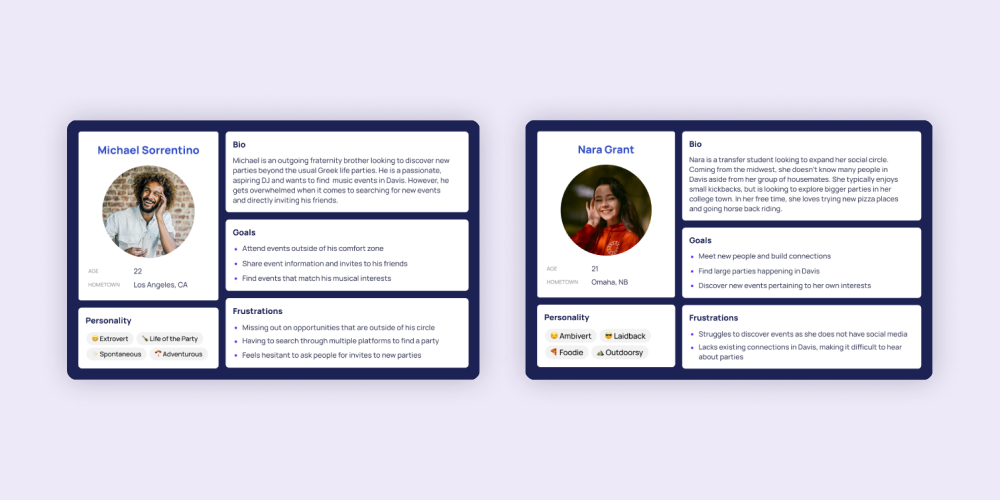 Michael Sorrentino
AGE 22
HOMETOWN Los Angeles, CA
Personality
Extrovert Life of the Party
Spontaneous Adventurous
Bio
Michael is an outgoing fraternity brother looking to discover new
parties beyond the usual Greek life parties. He is a passionate,
aspiring DJ and wants to find music events in Davis. However, he
gets overwhelmed when it comes to searching for new events
and directly inviting his friends.
Goals
• Attend events outside of his comfort zone
• Share event information and invites to his friends
• Find events that match his musical interests
Frustrations
• Missing out on opportunities that are outside of his circle
• Having to search through multiple platforms to find a party
• Feels hesitant to ask people for invites to new parties
Nara Grant
AGE 21
HOMETOWN Omaha, NB
Personality
Ambivert Laidback
Foodie Outdoorsy
Bio
Nara is a transfer student looking to expand her social circle.
Coming from the midwest, she doesn't know many people in
Davis aside from her group of housemates. She typically enjoys
small kickbacks, but is looking to explore bigger parties in her
college town. In her free time, she loves trying new pizza places
and going horse back riding.
Goals
• Meet new people and build connections
• Find large parties happening in Davis
• Discover new events pertaining to her own interests
Frustrations
• Struggles to discover events as she does not have social media
• Lacks existing connections in Davis, making it difficult to hear
about parties